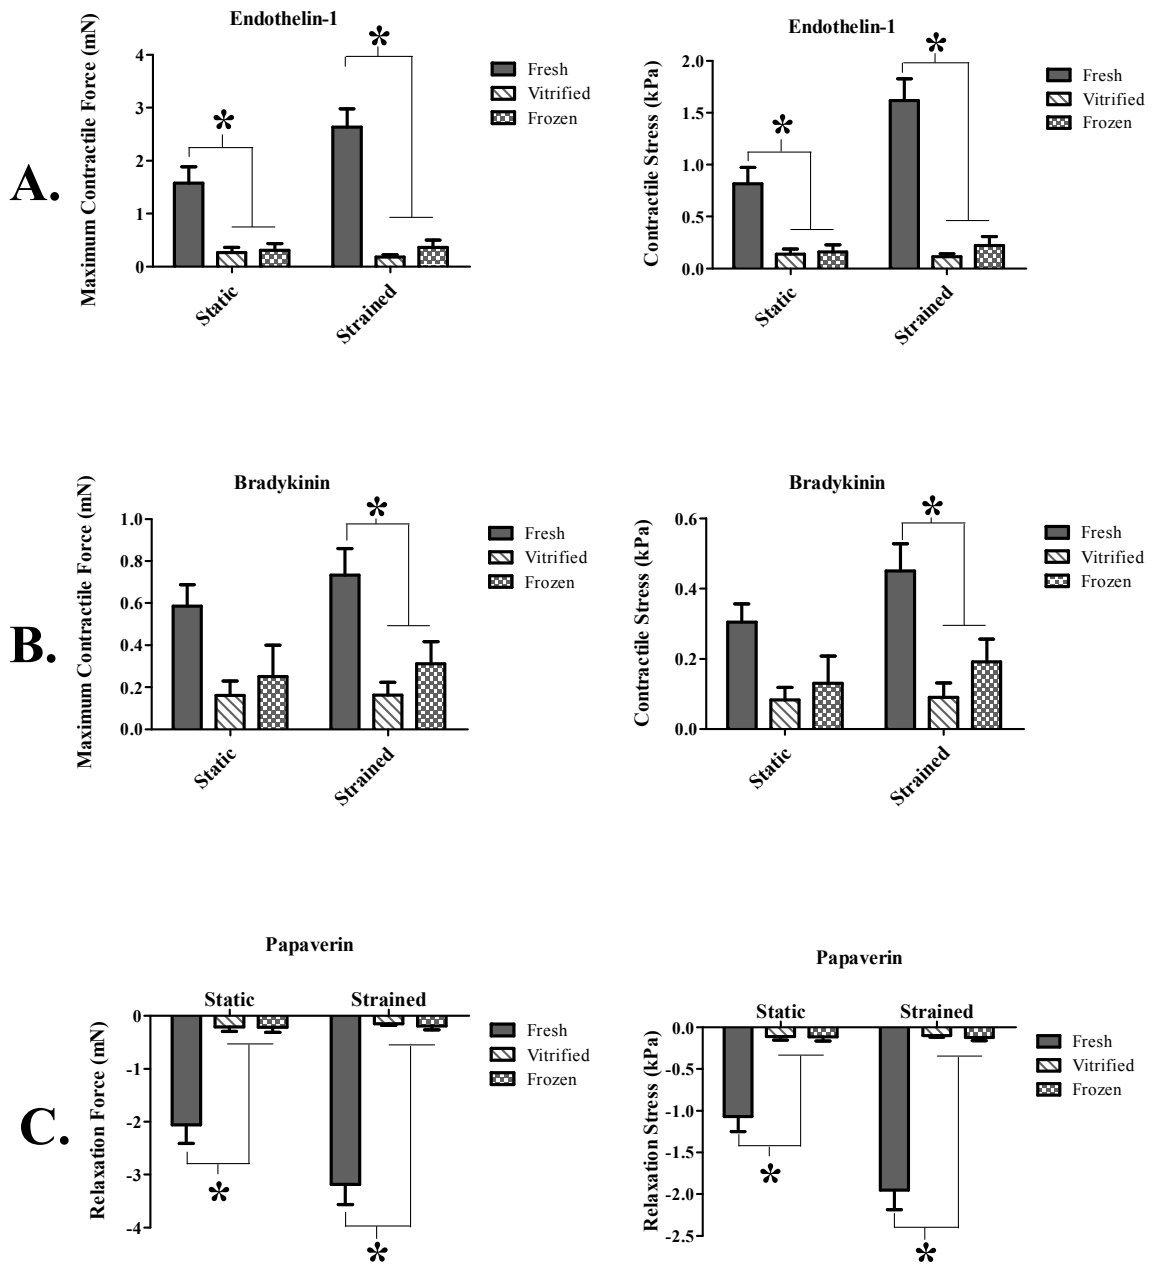 A.
Endothelin-1
Maximum Contractile Force (mN)
4
3
2
1
0
*
*
Static
Strained
Fresh
Vitrified
Frozen
Endothelin-1
Contractile Stress (kPa)
2.0
1.5
1.0
0.5
0.0
*
*
Static
Strained
Fresh
Vitrified
Frozen
B.
Bradykinin
Maximum Contractile Force (mN)
1.0
0.8
0.6
0.4
0.2
0.0
*
Static
Strained
Fresh
Vitrified
Frozen
Bradykinin
Contractile Stress (kPa)
0.6
0.4
0.2
0.0
*
Static
Strained
Fresh
Vitrified
Frozen
C.
Papaverin
Static
Strained
Relaxation Force (mN)
0
-1
-2
-3
-4
*
*
Fresh
Vitrified
Frozen
Papaverin
Static
Strained
Relaxation Stress (kPa)
0.0
-0.5
-1.0
-1.5
-2.0
-2.5
*
*
Fresh
Vitrified
Frozen